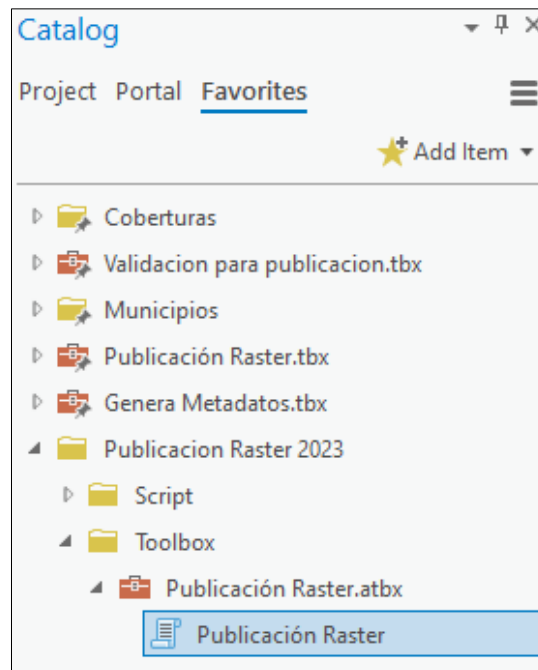 Catalog
Project Portal Favorites
Add Item
Coberturas
Validacion para publicacion.tbx
Municipios
Publicación Raster.tbx
Genera Metadatos.tbx
Publicacion Raster 2023
Script
Toolbox
Publicación Raster.atbx
Publicación Raster